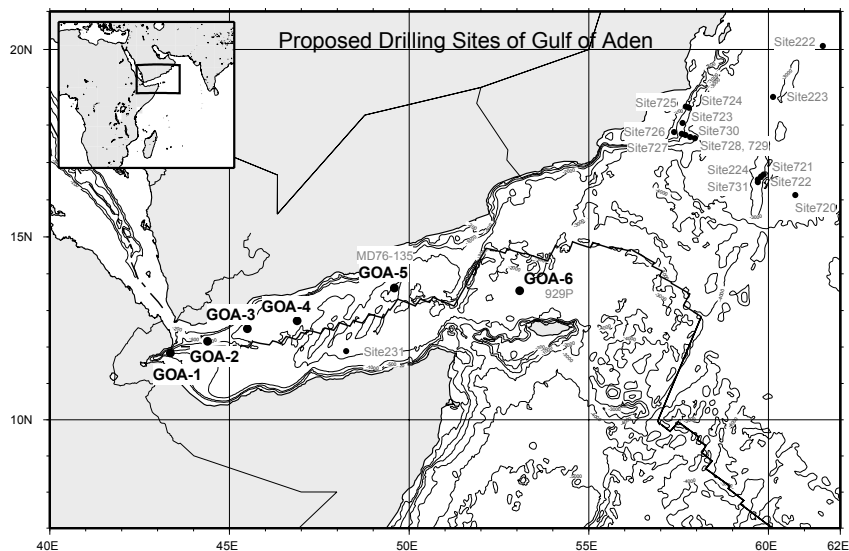 Proposed Drilling Sites of Gulf of Aden
20N
15N
10N
40E
45E
50E
55E
60E
62E
Site222
Site223
Site725
Site724
Site723
Site726
Site730
Site727
Site728, 729
Site721
Site224
Site722
Site731
Site720
MD76-135
GOA-5
GOA-6
929P
GOA-4
GOA-3
GOA-2
GOA-1
Site231